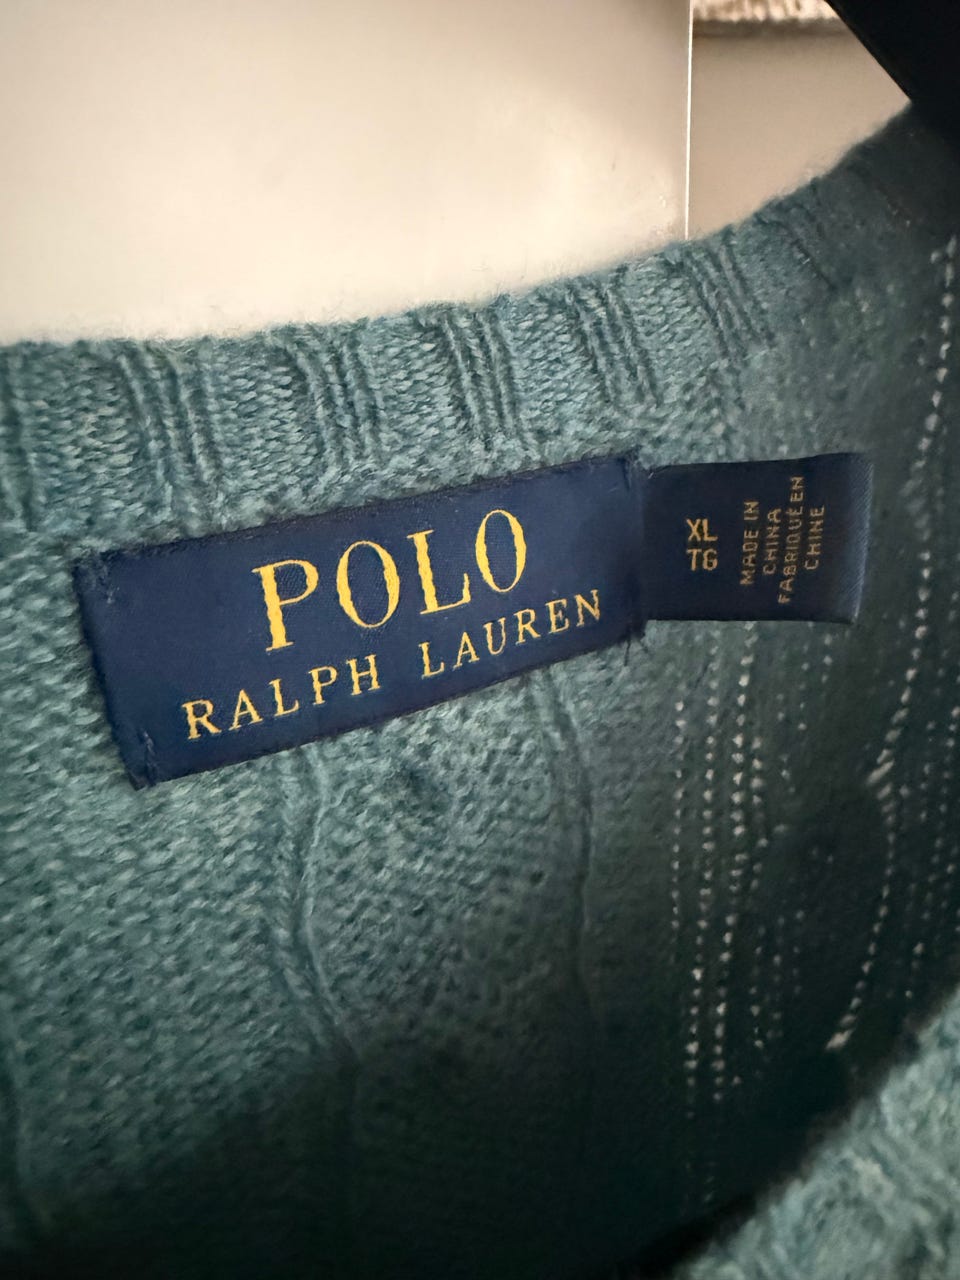 POLO
RALPH LAUREN
XL
TG
MADE IN
CHINA
FABRIQUÉ EN
CHINE